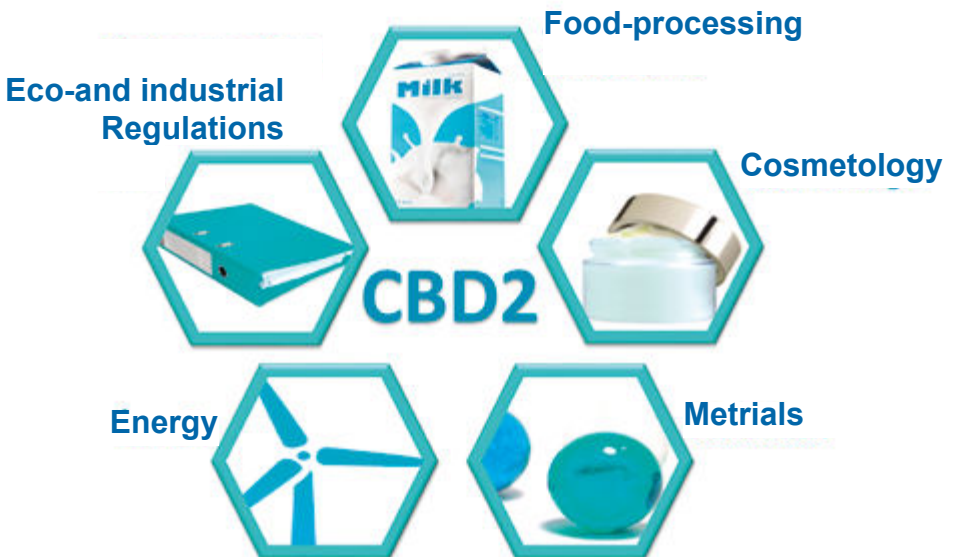 Food-processing
Eco-and industrial
Regulations
Milk
Cosmetology
CBD2
Energy
Metrials